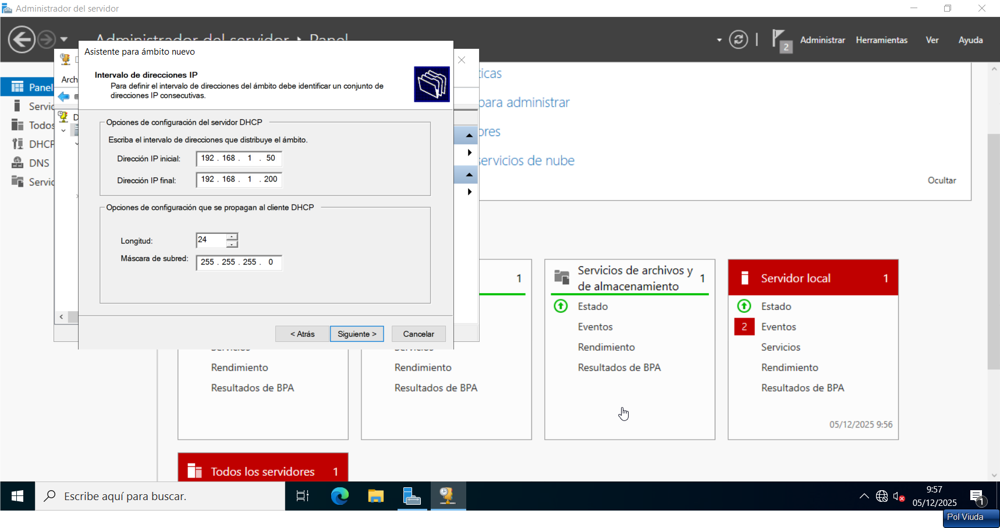 Administrador del servidor
Administrador del servidor ‣ Panel
2
Administrar
Herramientas
Ver
Ayuda
Asistente para ámbito nuevo
Intervalo de direcciones IP
Para definir el intervalo de direcciones del ámbito debe identificar un conjunto de
direcciones IP consecutivas.
Opciones de configuración del servidor DHCP
Escriba el intervalo de direcciones que distribuye el ámbito.
Dirección IP inicial:
192 . 168 . 1 . 50
Dirección IP final:
192 . 168 . 1 . 200
Opciones de configuración que se propagan al cliente DHCP
Longitud:
24
Máscara de subred:
255 . 255 . 255 . 0
< Atrás
Siguiente >
Cancelar
Arch
D
Panel
Servic
Todos
DHCP
DNS
Servic
icas
para administrar
ores
servicios de nube
Ocultar
1
Servicios de archivos y
de almacenamiento
1
Estado
Eventos
Rendimiento
Resultados de BPA
Servidor local
1
Estado
2
Eventos
Servicios
Rendimiento
Resultados de BPA
05/12/2025 9:56
Servicios
Rendimiento
Resultados de BPA
Servicios
Rendimiento
Resultados de BPA
Todos los servidores
1
Escribe aquí para buscar.
9:57
05/12/2025
1
Pol Viuda